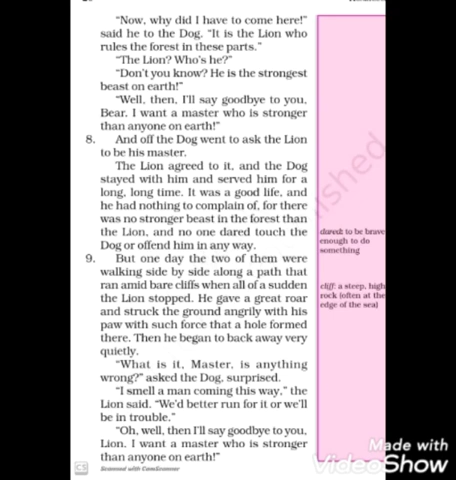 "Now, why did I have to come here!"
said he to the Dog. "It is the Lion who
rules the forest in these parts."
"The Lion? Who's he?"
"Don't you know? He is the strongest
beast on earth!"
"Well, then, I'll say goodbye to you,
Bear. I want a master who is stronger
than anyone on earth!"
8. And off the Dog went to ask the Lion
to be his master.
The Lion agreed to it, and the Dog
stayed with him and served him for a
long, long time. It was a good life, and
he had nothing to complain of, for there
was no stronger beast in the forest than
the Lion, and no one dared touch the
Dog or offend him in any way.
9. But one day the two of them were
walking side by side along a path that
ran amid bare cliffs when all of a sudden
the Lion stopped. He gave a great roar
and struck the ground angrily with his
paw with such force that a hole formed
there. Then he began to back away very
quietly.
"What is it, Master, is anything
wrong?" asked the Dog, surprised.
"I smell a man coming this way," the
Lion said. "We'd better run for it or we'll
be in trouble."
"Oh, well, then I'll say goodbye to you,
Lion. I want a master who is stronger
than anyone on earth!"
dared: to be brave
enough to do
something
cliff: a steep, high
rock (often at the
edge of the sea)
CS
Scanned with CamScanner
Made with
VideoShow